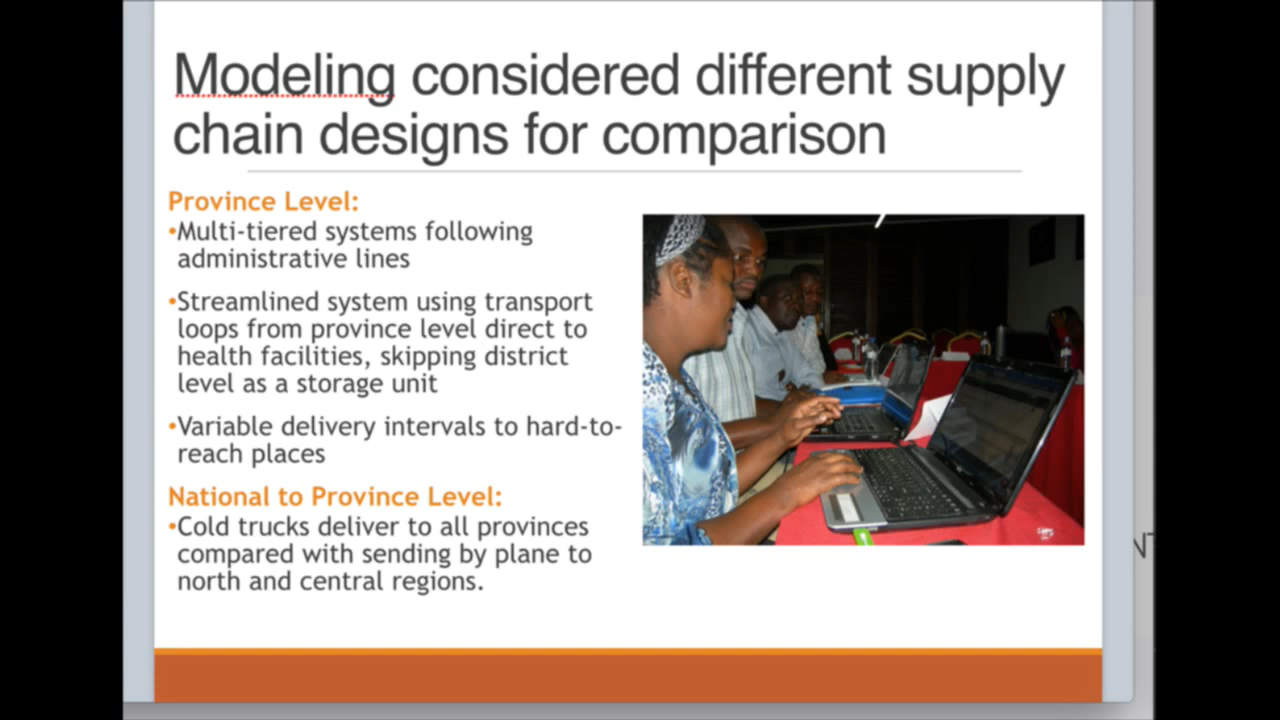 Modeling considered different supply
chain designs for comparison
Province Level:
•Multi-tiered systems following
administrative lines
•Streamlined system using transport
loops from province level direct to
health facilities, skipping district
level as a storage unit
•Variable delivery intervals to hard-to-
reach places
National to Province Level:
•Cold trucks deliver to all provinces
compared with sending by plane to
north and central regions.